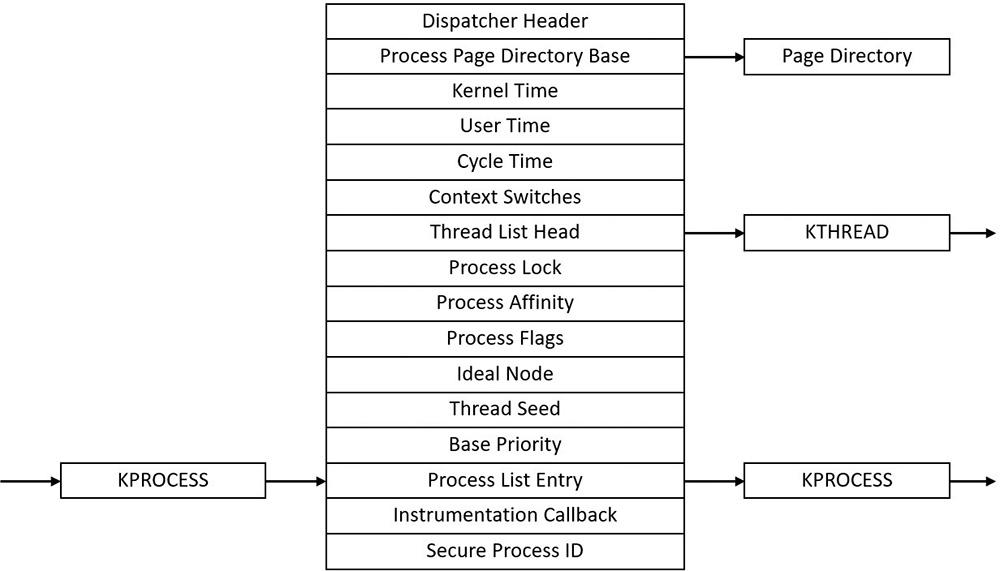 Dispatcher Header
Process Page Directory Base
Page Directory
Kernel Time
User Time
Cycle Time
Context Switches
Thread List Head
KTHREAD
Process Lock
Process Affinity
Process Flags
Ideal Node
Thread Seed
Base Priority
KPROCESS
Process List Entry
KPROCESS
Instrumentation Callback
Secure Process ID